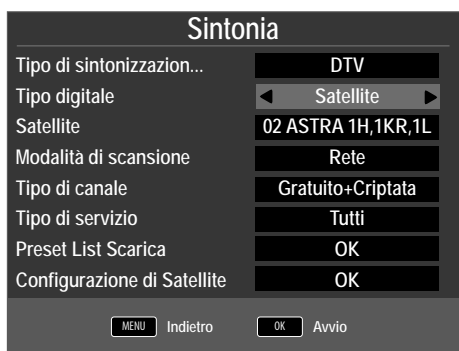 Sintonia
Tipo di sintonizzazion... DTV
Tipo digitale Satellite
Satellite 02 ASTRA 1H,1KR,1L
Modalità di scansione Rete
Tipo di canale Gratuito+Criptata
Tipo di servizio Tutti
Preset List Scarica OK
Configurazione di Satellite OK
MENU Indietro OK Avvio